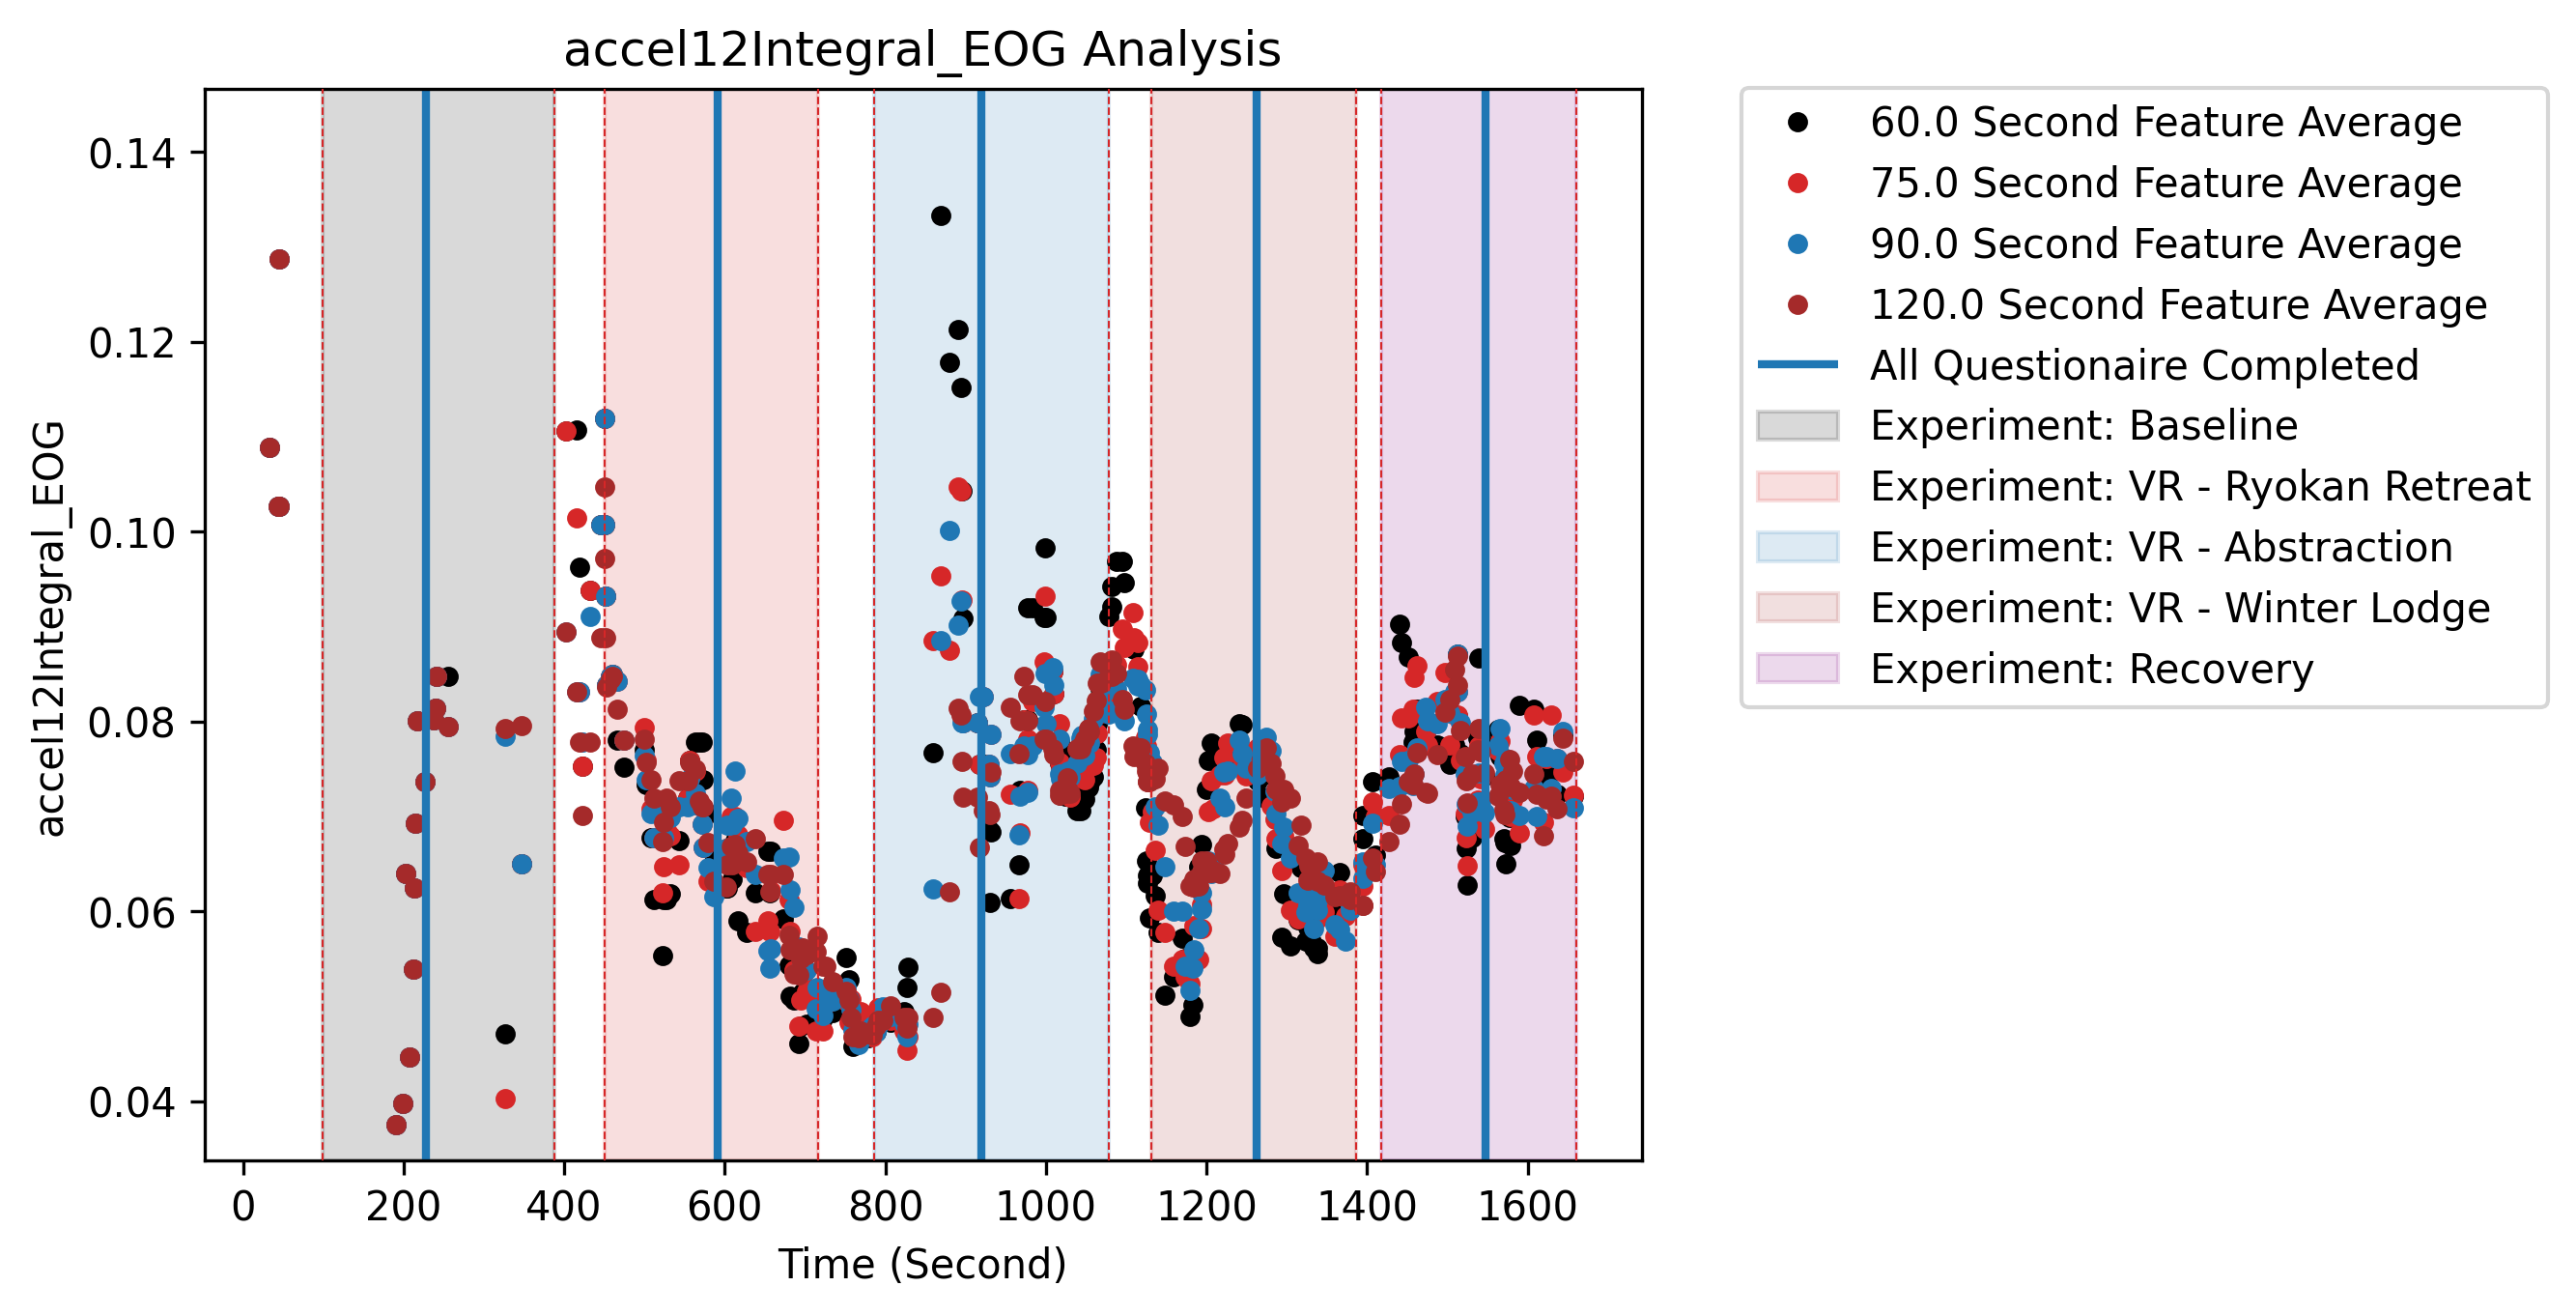 accel12Integral_EOG Analysis
accel12Integral_EOG
0.14
0.12
0.10
0.08
0.06
0.04
0 200 400 600 800 1000 1200 1400 1600
Time (Second)
60.0 Second Feature Average
75.0 Second Feature Average
90.0 Second Feature Average
120.0 Second Feature Average
All Questionaire Completed
Experiment: Baseline
Experiment: VR - Ryokan Retreat
Experiment: VR - Abstraction
Experiment: VR - Winter Lodge
Experiment: Recovery